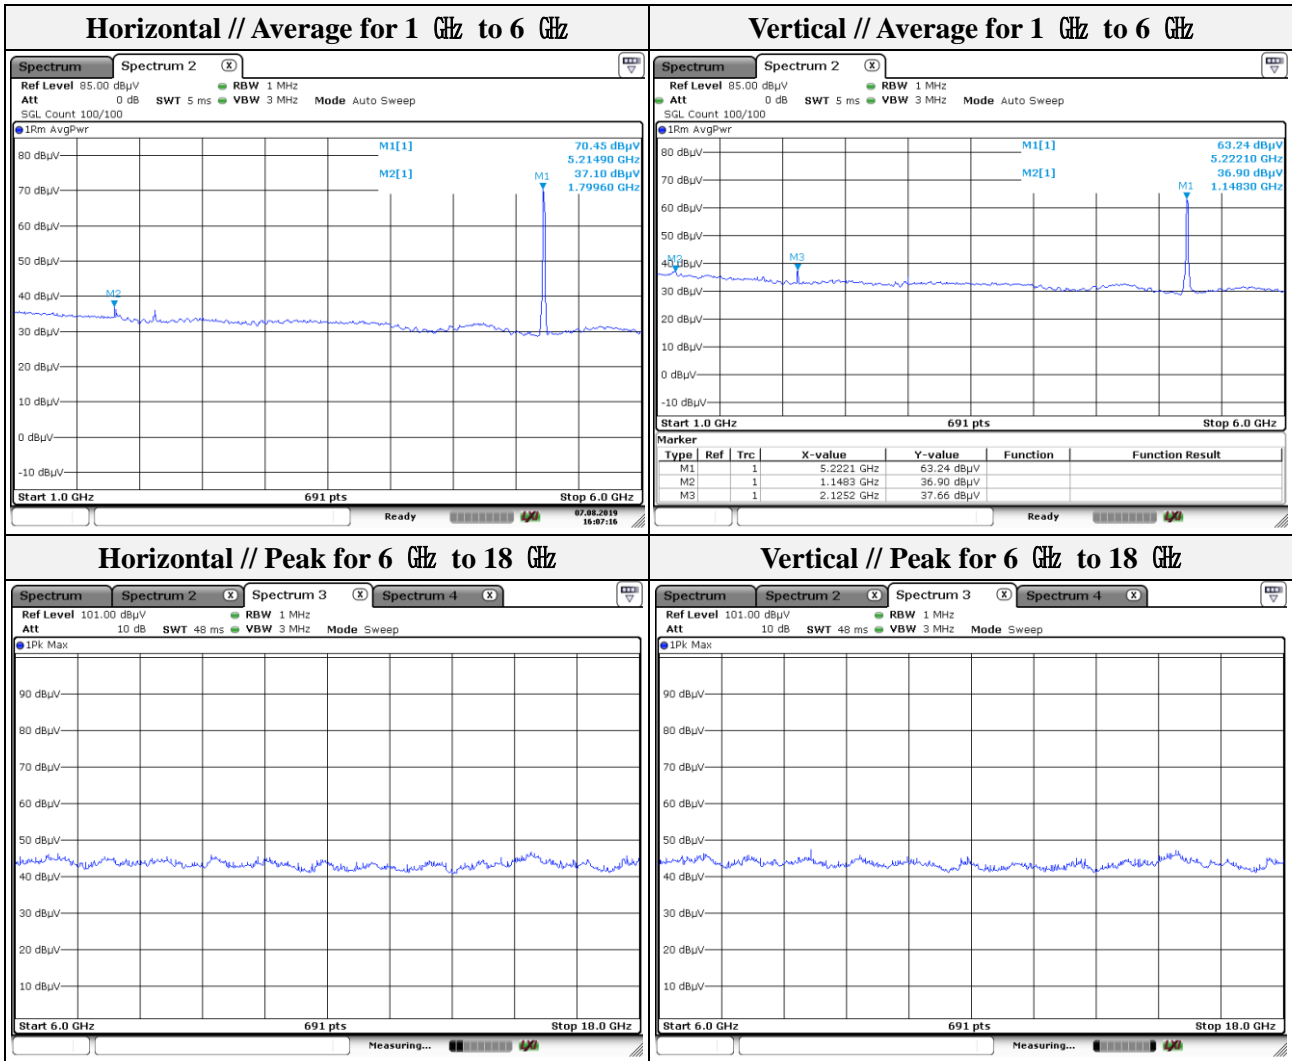 Horizontal // Average for 1 ㎓ to 6 ㎓
Spectrum Spectrum 2 X
Ref Level 85.00 dBµV RBW 1 MHz
Att 0 dB SWT 5 ms VBW 3 MHz Mode Auto Sweep
SGL Count 100/100
1Rm AvgPwr
M1[1] 70.45 dBµV
5.21490 GHz
M2[1] 37.10 dBµV
1.79960 GHz
80 dBµV
70 dBµV
M1
60 dBµV
50 dBµV
40 dBµV
M2
30 dBµV
20 dBµV
10 dBµV
0 dBµV
-10 dBµV
Start 1.0 GHz 691 pts Stop 6.0 GHz
Ready 07.08.2019
16:07:16
Vertical // Average for 1 ㎓ to 6 ㎓
Spectrum Spectrum 2 X
Ref Level 85.00 dBµV RBW 1 MHz
Att 0 dB SWT 5 ms VBW 3 MHz Mode Auto Sweep
SGL Count 100/100
1Rm AvgPwr
M1[1] 63.24 dBµV
5.22210 GHz
M2[1] 36.90 dBµV
1.14830 GHz
80 dBµV
70 dBµV
M1
60 dBµV
50 dBµV
40 dBµV
M2
M3
30 dBµV
20 dBµV
10 dBµV
0 dBµV
-10 dBµV
Start 1.0 GHz 691 pts Stop 6.0 GHz
Marker
Type Ref Trc X-value Y-value Function Function Result
M1 1 5.2221 GHz 63.24 dBµV
M2 1 1.1483 GHz 36.90 dBµV
M3 1 2.1252 GHz 37.66 dBµV
Ready
Horizontal // Peak for 6 ㎓ to 18 ㎓
Spectrum Spectrum 2 X Spectrum 3 X Spectrum 4 X
Ref Level 101.00 dBµV RBW 1 MHz
Att 10 dB SWT 48 ms VBW 3 MHz Mode Sweep
1Pk Max
90 dBµV
80 dBµV
70 dBµV
60 dBµV
50 dBµV
40 dBµV
30 dBµV
20 dBµV
10 dBµV
Start 6.0 GHz 691 pts Stop 18.0 GHz
Measuring...
Vertical // Peak for 6 ㎓ to 18 ㎓
Spectrum Spectrum 2 X Spectrum 3 X Spectrum 4 X
Ref Level 101.00 dBµV RBW 1 MHz
Att 10 dB SWT 48 ms VBW 3 MHz Mode Sweep
1Pk Max
90 dBµV
80 dBµV
70 dBµV
60 dBµV
50 dBµV
40 dBµV
30 dBµV
20 dBµV
10 dBµV
Start 6.0 GHz 691 pts Stop 18.0 GHz
Measuring...